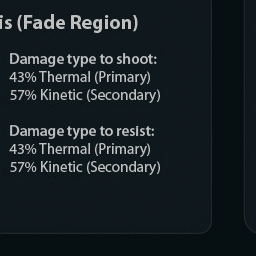 is (Fade Region)
Damage type to shoot:
43% Thermal (Primary)
57% Kinetic (Secondary)
Damage type to resist:
43% Thermal (Primary)
57% Kinetic (Secondary)